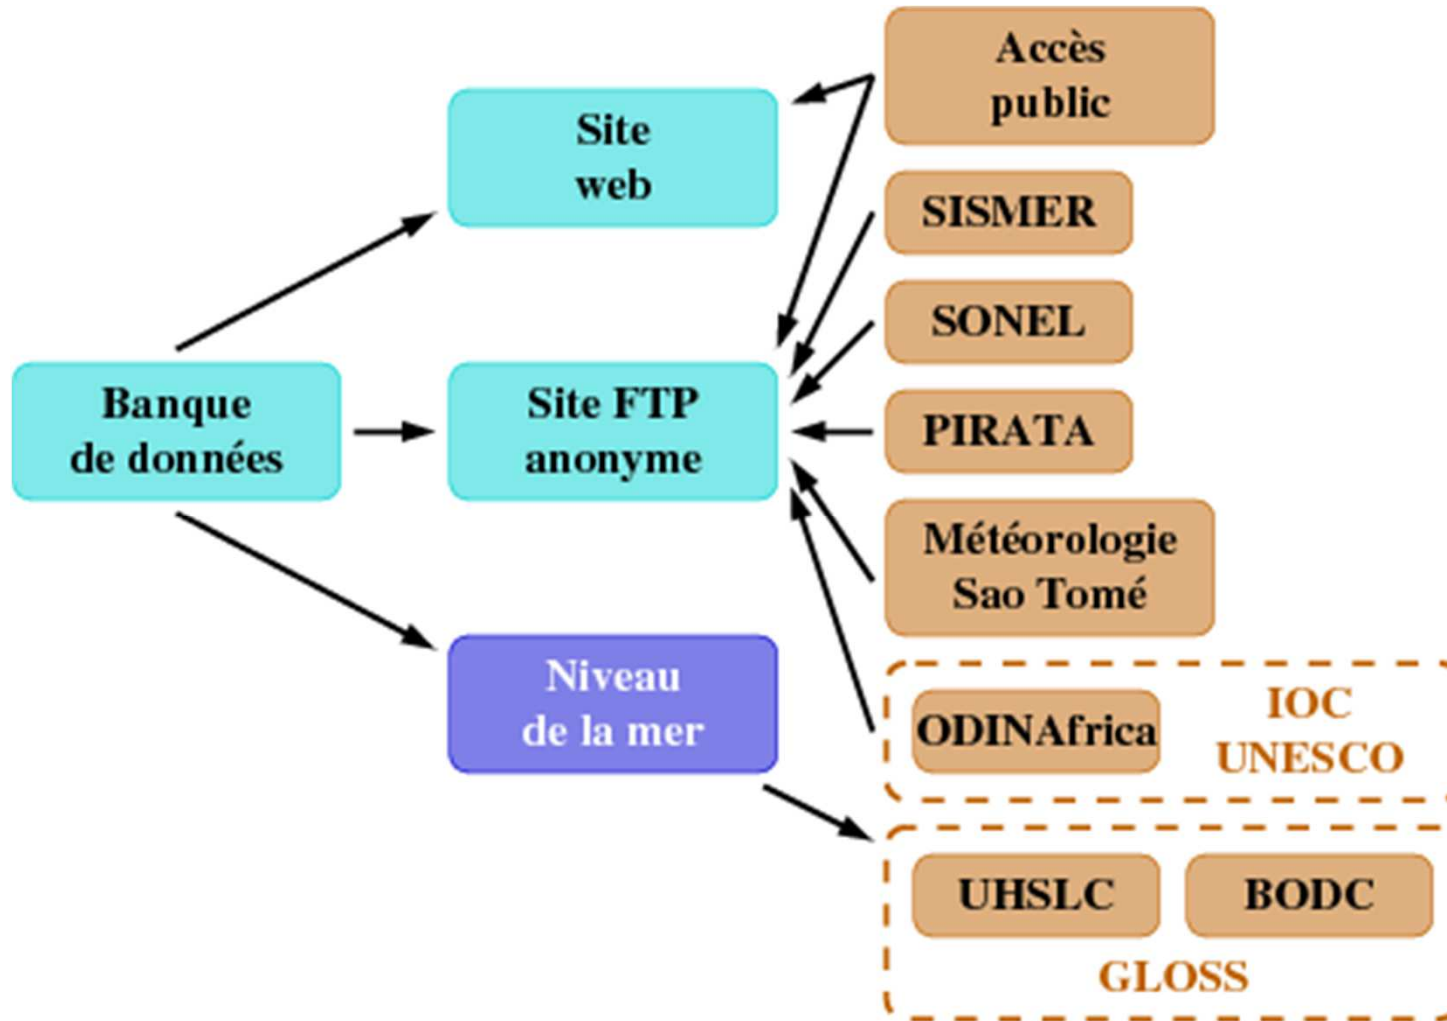 Accès
public
Site
web
SISMER
SONEL
Banque
de données
Site FTP
anonyme
PIRATA
Météorologie
Sao Tomé
Niveau
de la mer
ODINAfrica
IOC
UNESCO
UHSLC
BODC
GLOSS